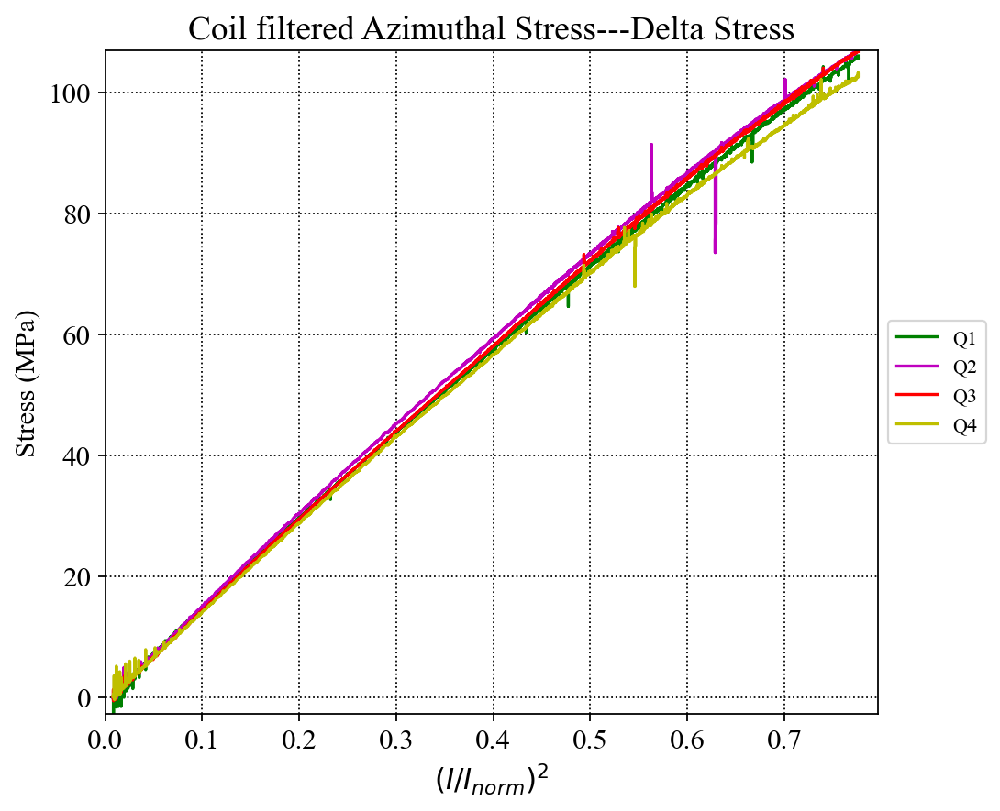 Coil filtered Azimuthal Stress---Delta Stress
Stress (MPa)
100
80
60
40
20
0
0.0 0.1 0.2 0.3 0.4 0.5 0.6 0.7
(I/I_norm)²
Q1
Q2
Q3
Q4